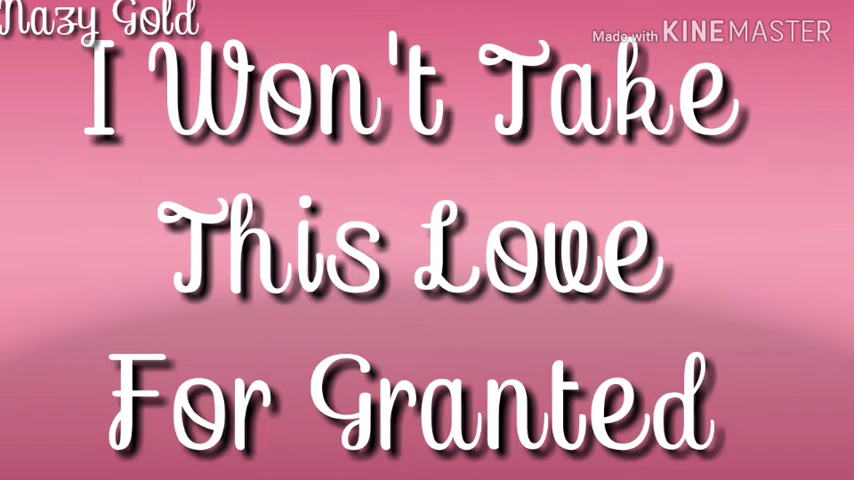 Nazy Gold
Made with KINEMASTER
I Won't Take
This Love
For Granted